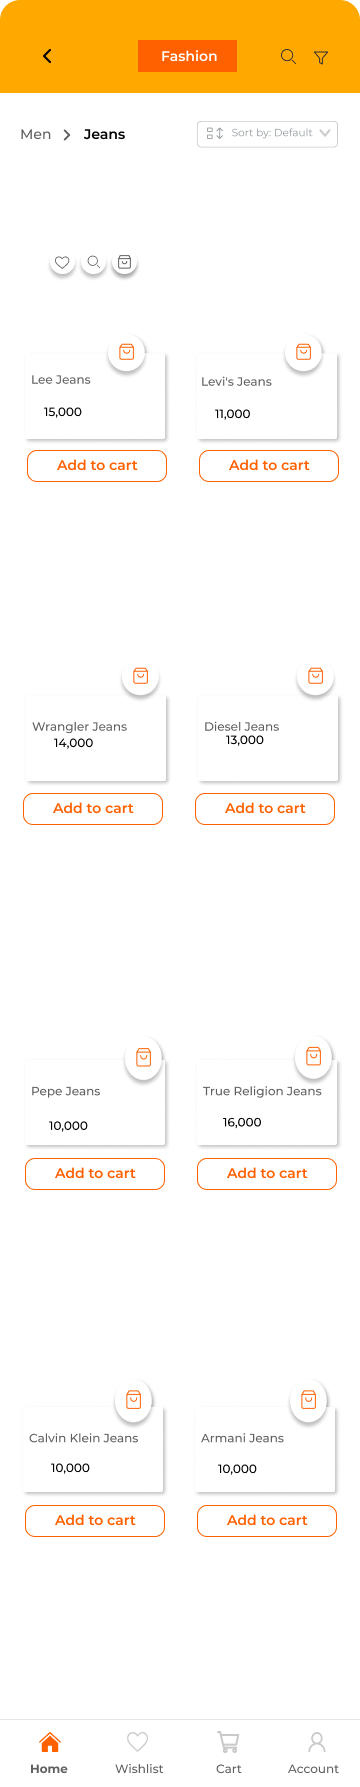 Fashion
Men > Jeans
Sort by: Default
Lee Jeans
15,000
Levi's Jeans
11,000
Add to cart
Add to cart
Wrangler Jeans
14,000
Diesel Jeans
13,000
Add to cart
Add to cart
Pepe Jeans
10,000
True Religion Jeans
16,000
Add to cart
Add to cart
Calvin Klein Jeans
10,000
Armani Jeans
10,000
Add to cart
Add to cart
Home
Wishlist
Cart
Account